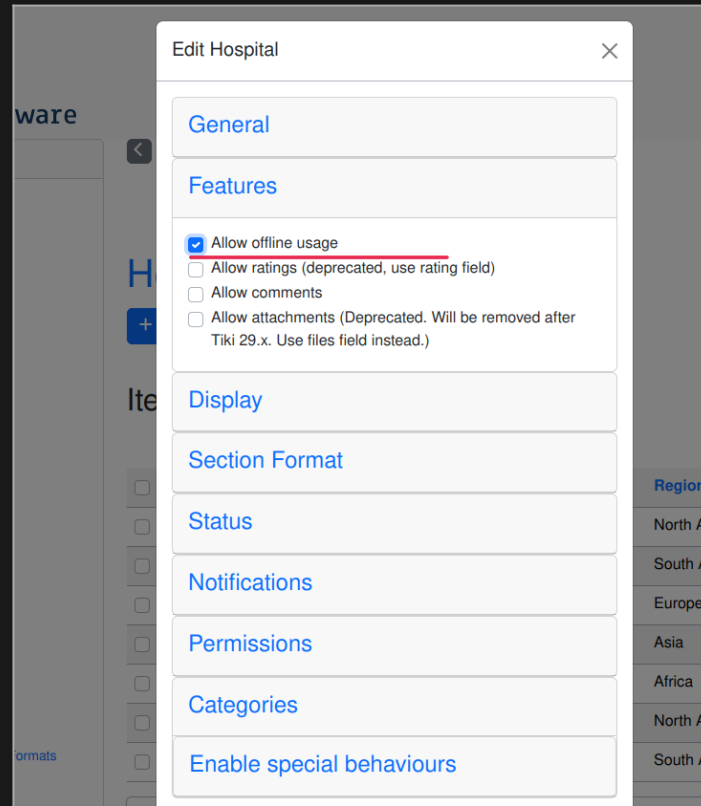 Edit Hospital
ware
General
Features
Allow offline usage
Allow ratings (deprecated, use rating field)
Allow comments
Allow attachments (Deprecated. Will be removed after
Tiki 29.x. Use files field instead.)
Display
Section Format
Status
Notifications
Permissions
Categories
Enable special behaviours
H
+
Ite
Region
North A
South A
Europe
Asia
Africa
North A
South A
ormats